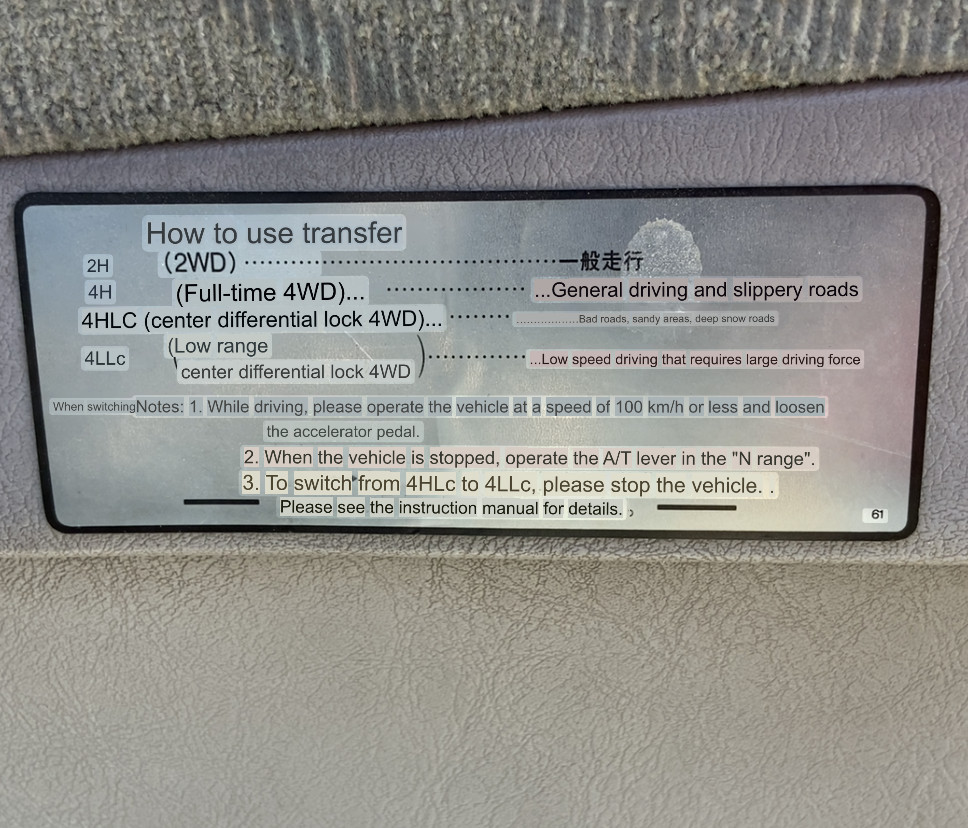 How to use transfer
2H (2WD) ........................................ 一般走行
4H (Full-time 4WD)... .................. ...General driving and slippery roads
4HLC (center differential lock 4WD)... ........ ..................Bad roads, sandy areas, deep snow roads
(Low range
4LLc ............. ...Low speed driving that requires large driving force
center differential lock 4WD)
When switching Notes: 1. While driving, please operate the vehicle at a speed of 100 km/h or less and loosen
the accelerator pedal.
2. When the vehicle is stopped, operate the A/T lever in the "N range".
3. To switch from 4HLc to 4LLc, please stop the vehicle. .
Please see the instruction manual for details.
61